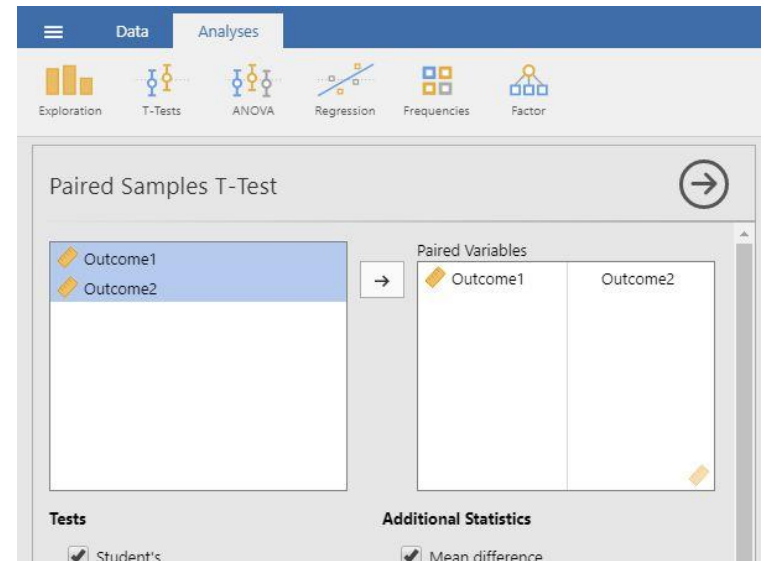 Data Analyses
Exploration T-Tests ANOVA Regression Frequencies Factor
Paired Samples T-Test
Paired Variables
Outcome1
Outcome2
Outcome1 Outcome2
Tests
Additional Statistics
Student's
Mean difference